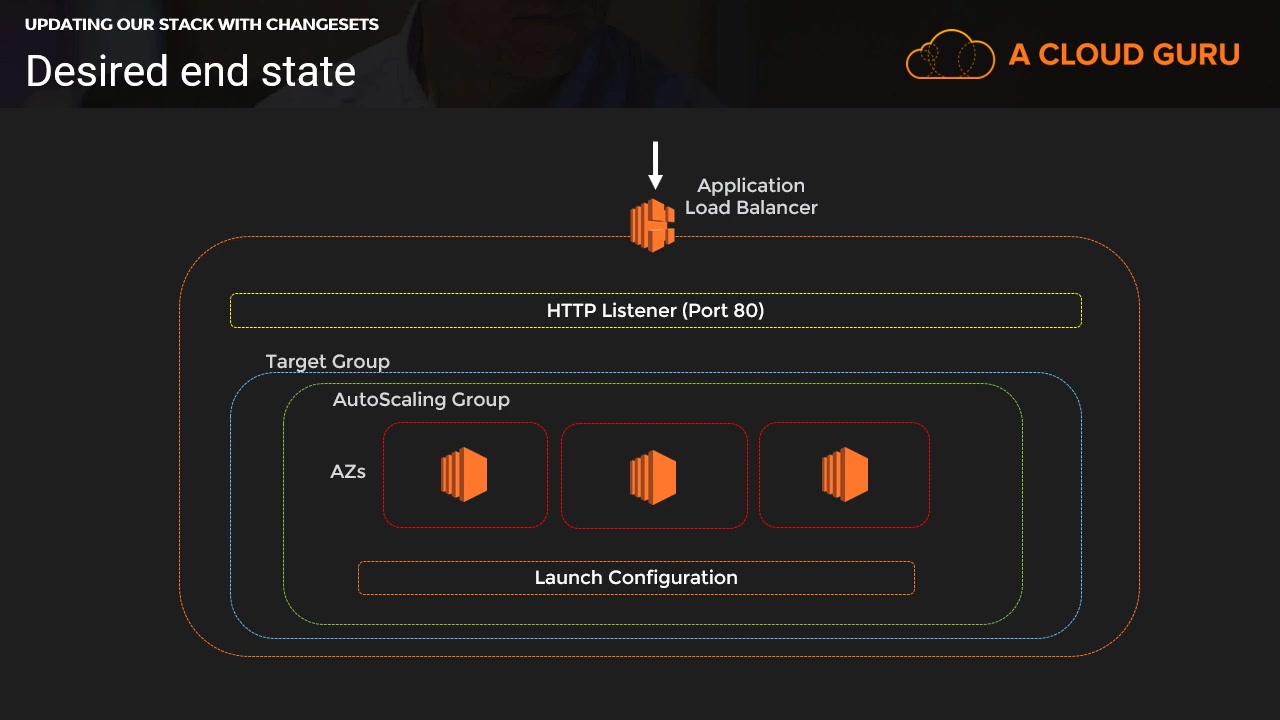 UPDATING OUR STACK WITH CHANGESETS
Desired end state
A CLOUD GURU
Application
Load Balancer
HTTP Listener (Port 80)
Target Group
AutoScaling Group
AZs
Launch Configuration